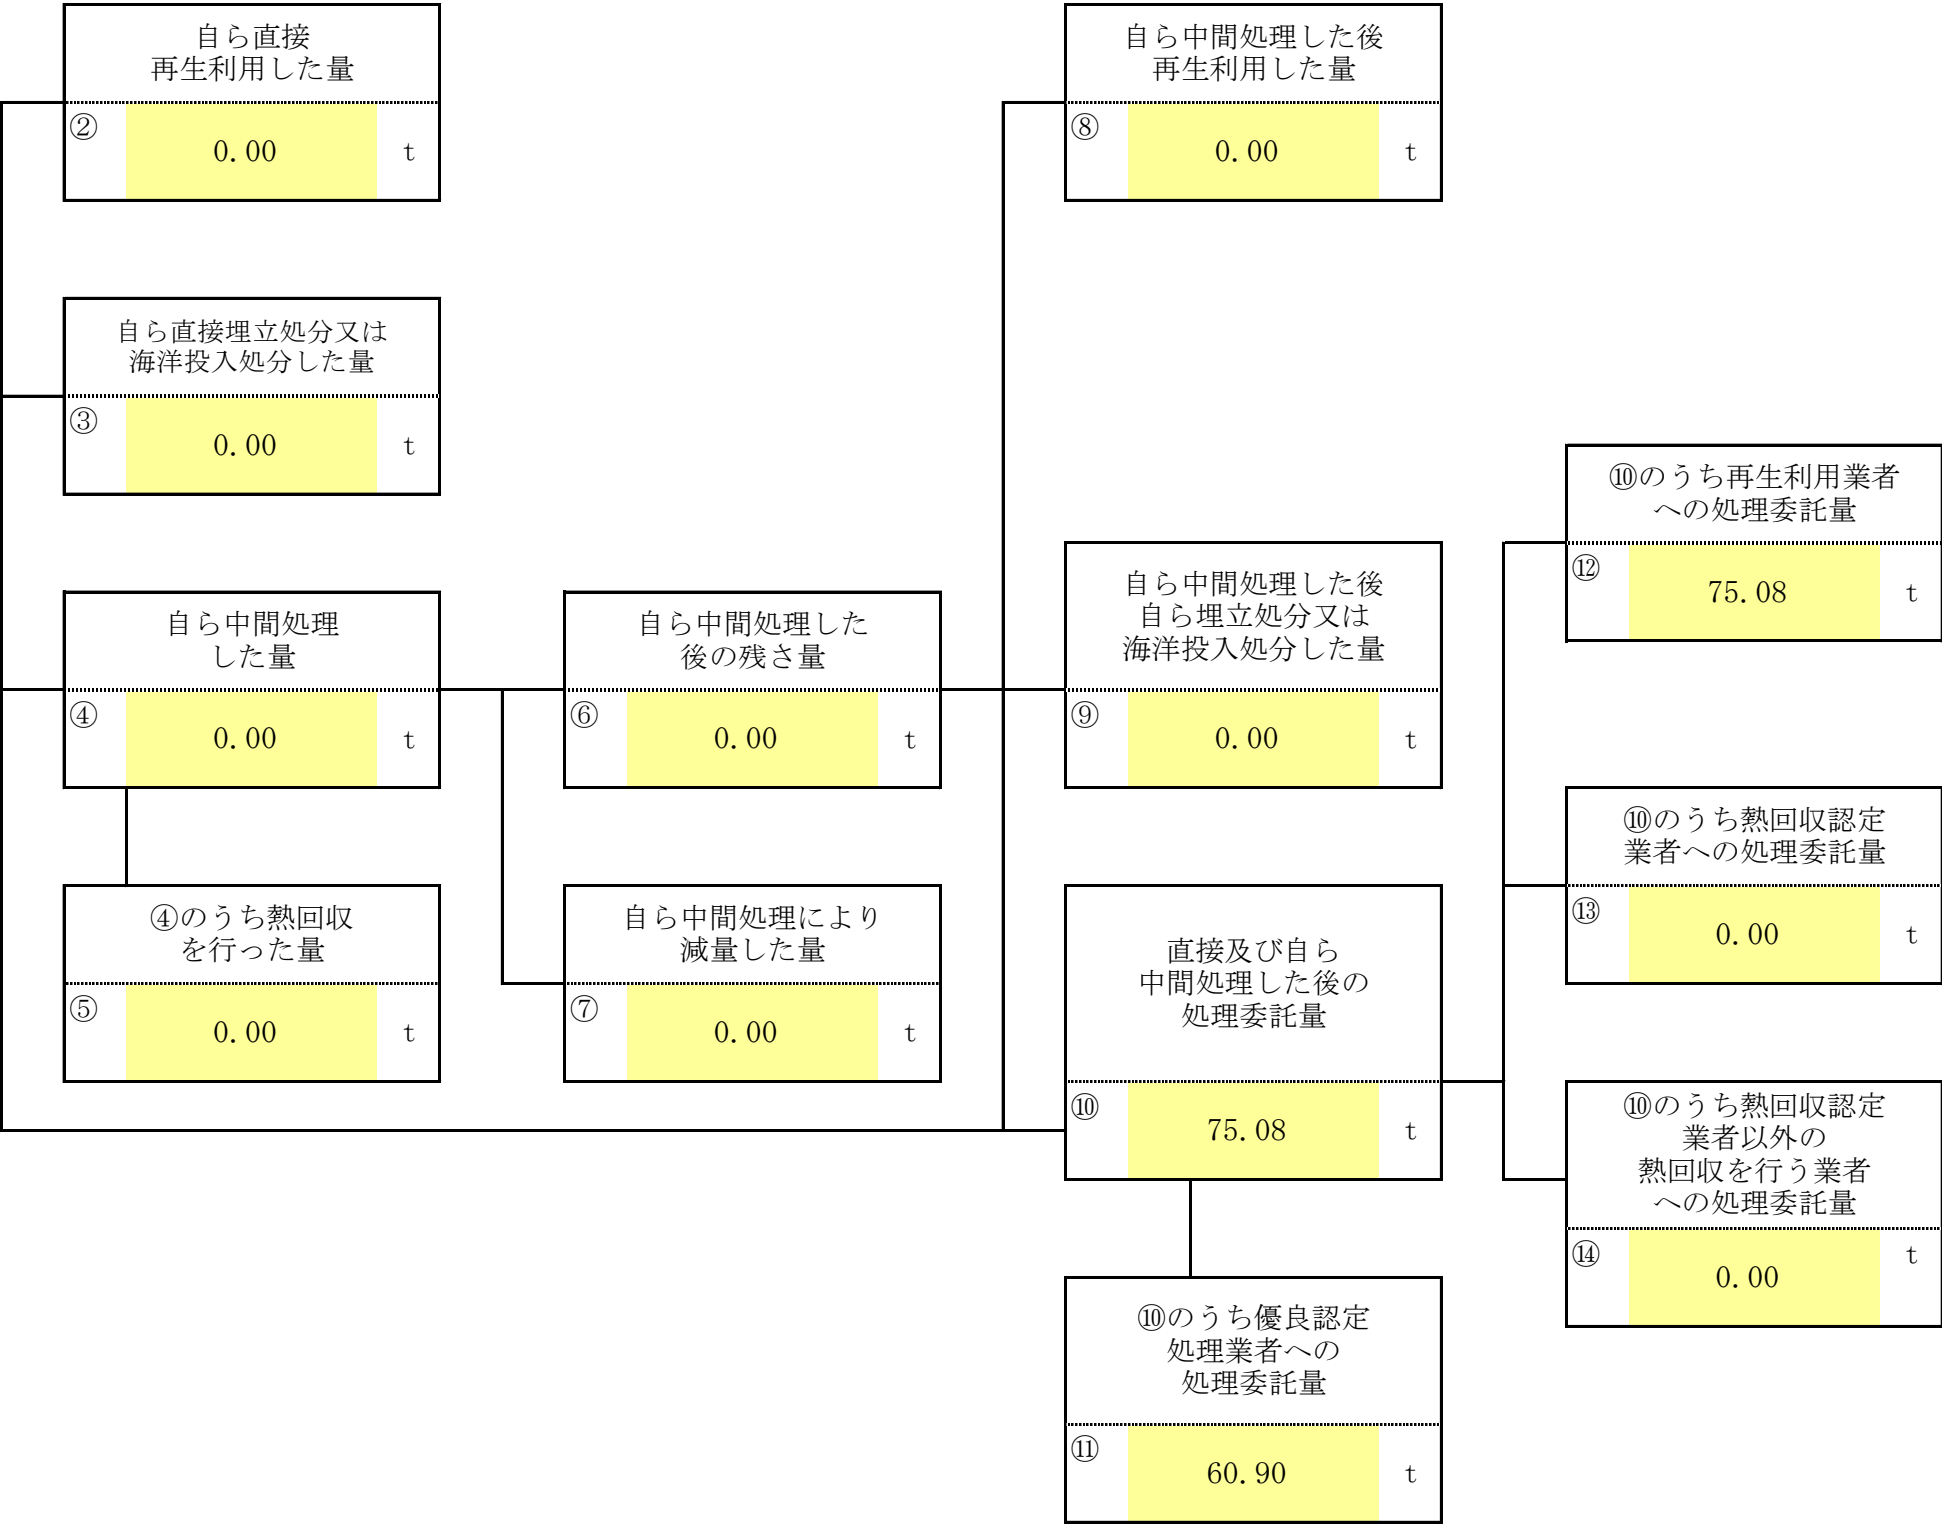 自ら直接
再生利用した量
② 0.00 t
自ら中間処理した後
再生利用した量
⑧ 0.00 t
自ら直接埋立処分又は
海洋投入処分した量
③ 0.00 t
⑩のうち再生利用業者
への処理委託量
⑫ 75.08 t
自ら中間処理
した量
④ 0.00 t
自ら中間処理した
後の残さ量
⑥ 0.00 t
自ら中間処理した後
自ら埋立処分又は
海洋投入処分した量
⑨ 0.00 t
⑩のうち熱回収認定
業者への処理委託量
⑬ 0.00 t
④のうち熱回収
を行った量
⑤ 0.00 t
自ら中間処理により
減量した量
⑦ 0.00 t
直接及び自ら
中間処理した後の
処理委託量
⑩ 75.08 t
⑩のうち熱回収認定
業者以外の
熱回収を行う業者
への処理委託量
⑭ 0.00 t
⑩のうち優良認定
処理業者への
処理委託量
⑪ 60.90 t